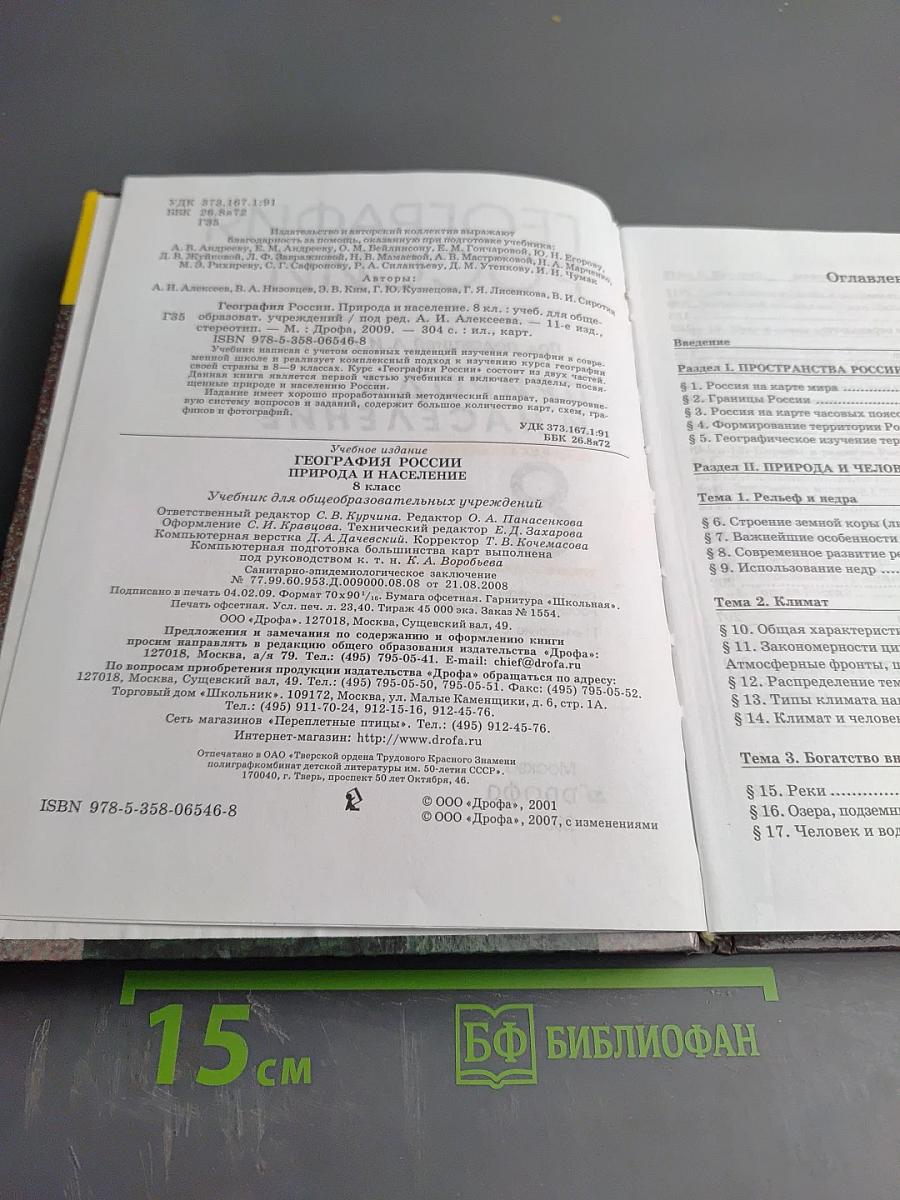 УДК 373.167.1:91
ББК 26.8я72
Г35
Издательство и авторский коллектив выражают
благодарность за помощь, оказанную при подготовке учебника:
А. В. Андрееву, Е. М. Андрееву, О. М. Вейлинсону, Е. М. Гончаровой, Ю. Н. Егорову,
Д. В. Жуйковой, Л. Ф. Завражновой, Н. В. Мамаевой, А. В. Мастрюковой, Н. А. Марченко,
М. Э. Рихиреку, С. Г. Сафронову, Р. А. Силантьеву, Д. М. Утенкову, И. Н. Чумак
Авторы:
А. И. Алексеев, В. А. Низовцев, Э. В. Ким, Г. Ю. Кузнецова, Г. Я. Лисенкова, В. И. Сиротин
География России. Природа и население. 8 кл. : учеб. для обще-
Г35 образоват. учреждений / под ред. А. И. Алексеева. — 11-е изд.,
стереотип. — М. : Дрофа, 2009. — 304 с. : ил., карт.
ISBN 978-5-358-06546-8
Учебник написан с учетом основных тенденций изучения географии в совре-
менной школе и реализует комплексный подход к изучению курса географии
своей страны в 8—9 классах. Курс «География России» состоит из двух частей.
Данная книга является первой частью учебника и включает разделы, посвя-
щенные природе и населению России.
Издание имеет хорошо проработанный методический аппарат, разноуровне-
вую систему вопросов и заданий, содержит большое количество карт, схем, гра-
фиков и фотографий.
УДК 373.167.1:91
ББК 26.8я72
Учебное издание
ГЕОГРАФИЯ РОССИИ
ПРИРОДА И НАСЕЛЕНИЕ
8 класс
Учебник для общеобразовательных учреждений
Ответственный редактор С. В. Курчина. Редактор О. А. Панасенкова
Оформление С. И. Кравцова. Технический редактор Е. Д. Захарова
Компьютерная верстка Д. А. Дачевский. Корректор Т. В. Кочемасова
Компьютерная подготовка большинства карт выполнена
под руководством к. т. н. К. А. Воробьева
Санитарно-эпидемиологическое заключение
№ 77.99.60.953.Д.009000.08.08 от 21.08.2008
Подписано в печать 04.02.09. Формат 70х90 1/16. Бумага офсетная. Гарнитура «Школьная».
Печать офсетная. Усл. печ. л. 23,40. Тираж 45 000 экз. Заказ № 1554.
ООО «Дрофа». 127018, Москва, Сущевский вал, 49.
Предложения и замечания по содержанию и оформлению книги
просим направлять в редакцию общего образования издательства «Дрофа»:
127018, Москва, а/я 79. Тел.: (495) 795-05-41. E-mail: chief@drofa.ru
По вопросам приобретения продукции издательства «Дрофа» обращаться по адресу:
127018, Москва, Сущевский вал, 49. Тел.: (495) 795-05-50, 795-05-51. Факс: (495) 795-05-52.
Торговый дом «Школьник». 109172, Москва, ул. Малые Каменщики, д. 6, стр. 1А.
Тел.: (495) 911-70-24, 912-15-16, 912-45-76.
Сеть магазинов «Переплетные птицы». Тел.: (495) 912-45-76.
Интернет-магазин: http://www.drofa.ru
Отпечатано в ОАО «Тверской ордена Трудового Красного Знамени
полиграфкомбинат детской литературы им. 50-летия СССР».
170040, г. Тверь, проспект 50 лет Октября, 46.
ISBN 978-5-358-06546-8
© ООО «Дрофа», 2001
© ООО «Дрофа», 2007, с изменениями
Оглавлен
Введение
Раздел I. ПРОСТРАНСТВА РОССИИ
§ 1. Россия на карте мира
§ 2. Границы России
§ 3. Россия на карте часовых поясо
§ 4. Формирование территории Ро
§ 5. Географическое изучение тер
Раздел II. ПРИРОДА И ЧЕЛОВ
Тема 1. Рельеф и недра
§ 6. Строение земной коры (ли
§ 7. Важнейшие особенности
§ 8. Современное развитие ре
§ 9. Использование недр
Тема 2. Климат
§ 10. Общая характеристи
§ 11. Закономерности ци
Атмосферные фронты, ц
§ 12. Распределение тем
§ 13. Типы климата на
§ 14. Климат и челове
Тема 3. Богатство вн
§ 15. Реки
§ 16. Озера, подземн
§ 17. Человек и вод
15 см
БФ БИБЛИОФАН